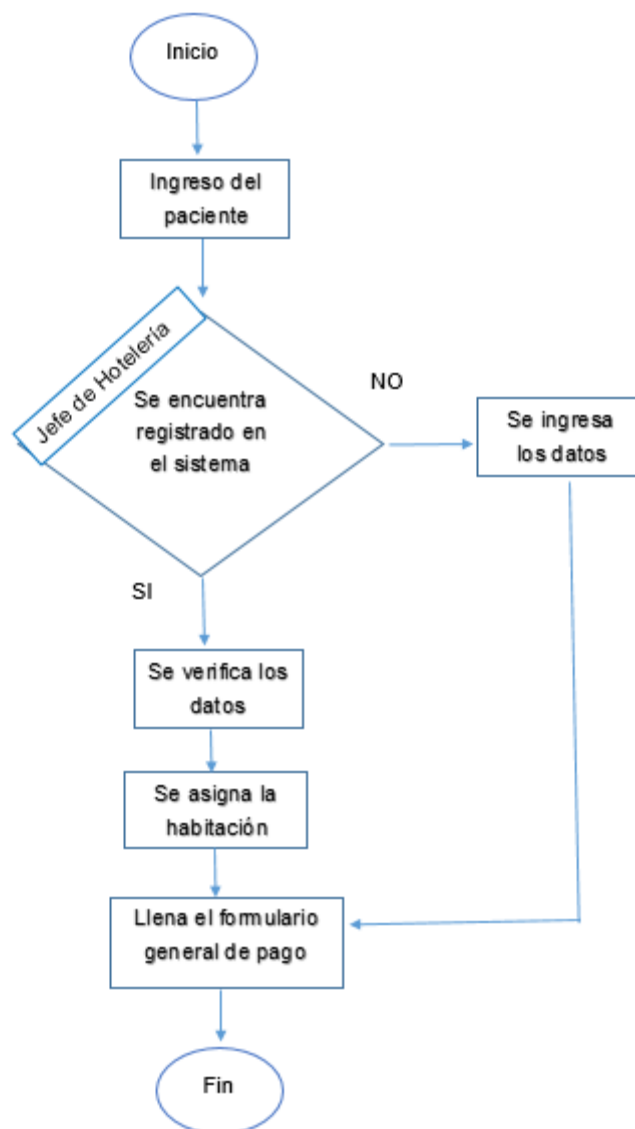 Inicio
Ingreso del
paciente
Jefe de Hotelería
Se encuentra
registrado en
el sistema
NO
Se ingresa
los datos
SI
Se verifica los
datos
Se asigna la
habitación
Llena el formulario
general de pago
Fin